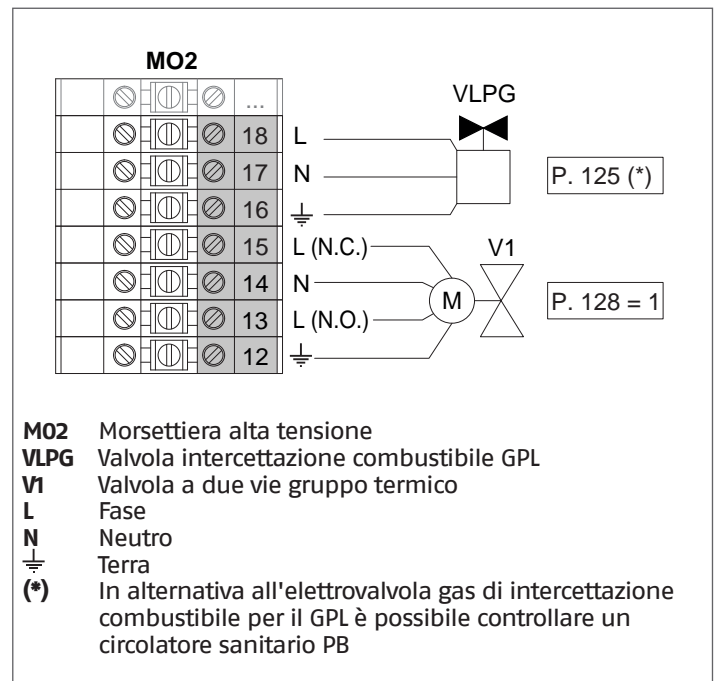 MO2
...
VLPG
18 L
17 N
P. 125 (*)
16
15 L (N.C.)
V1
14 N
M
P. 128 = 1
13 L (N.O.)
12
M02 Morsettiera alta tensione
VLPG Valvola intercettazione combustibile GPL
V1 Valvola a due vie gruppo termico
L Fase
N Neutro
⏚ Terra
(*) In alternativa all'elettrovalvola gas di intercettazione
combustibile per il GPL è possibile controllare un
circolatore sanitario PB